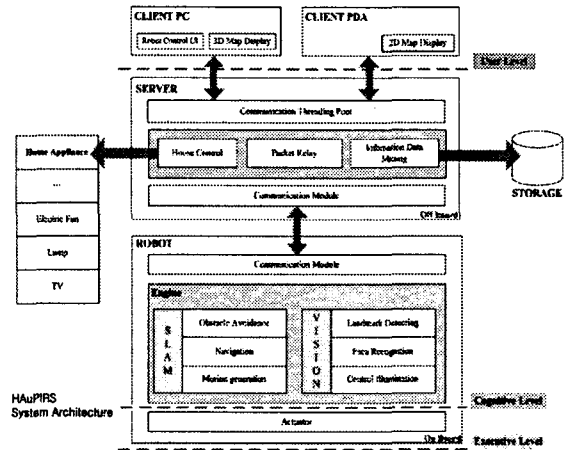 CLIENT PC
Robot Control UI
3D Map Display
CLIENT PDA
2D Map Display
User Level
SERVER
Communication Threading Pool
Home Appliance
...
Electric Fan
Lamp
TV
House Control
Packet Relay
Information Data
Mining
STORAGE
Communication Module
Off Board
ROBOT
Communication Module
Engine
SLAM
Obstacle Avoidence
Navigation
Motion generation
VISION
Landmark Detecting
Face Recognition
Control Illumination
HAuPIRS
System Architecture
Cognitive Level
Actuator
On Board
Executive Level